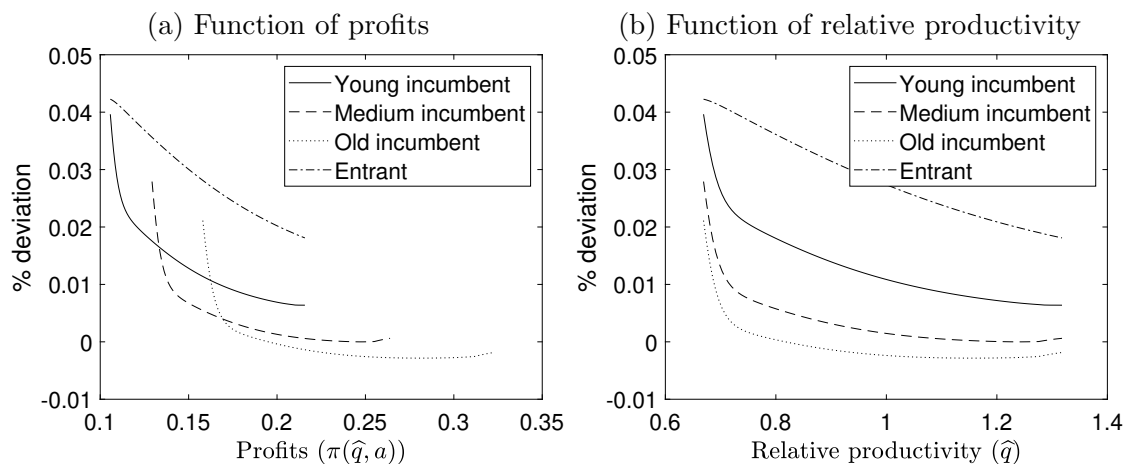 (a) Function of profits
0.05
0.04
0.03
0.02
0.01
0
-0.01
% deviation
Young incumbent
Medium incumbent
Old incumbent
Entrant
0.1 0.15 0.2 0.25 0.3 0.35
Profits (π(q̂, a))
(b) Function of relative productivity
0.05
0.04
0.03
0.02
0.01
0
-0.01
% deviation
Young incumbent
Medium incumbent
Old incumbent
Entrant
0.6 0.8 1 1.2 1.4
Relative productivity (q̂)